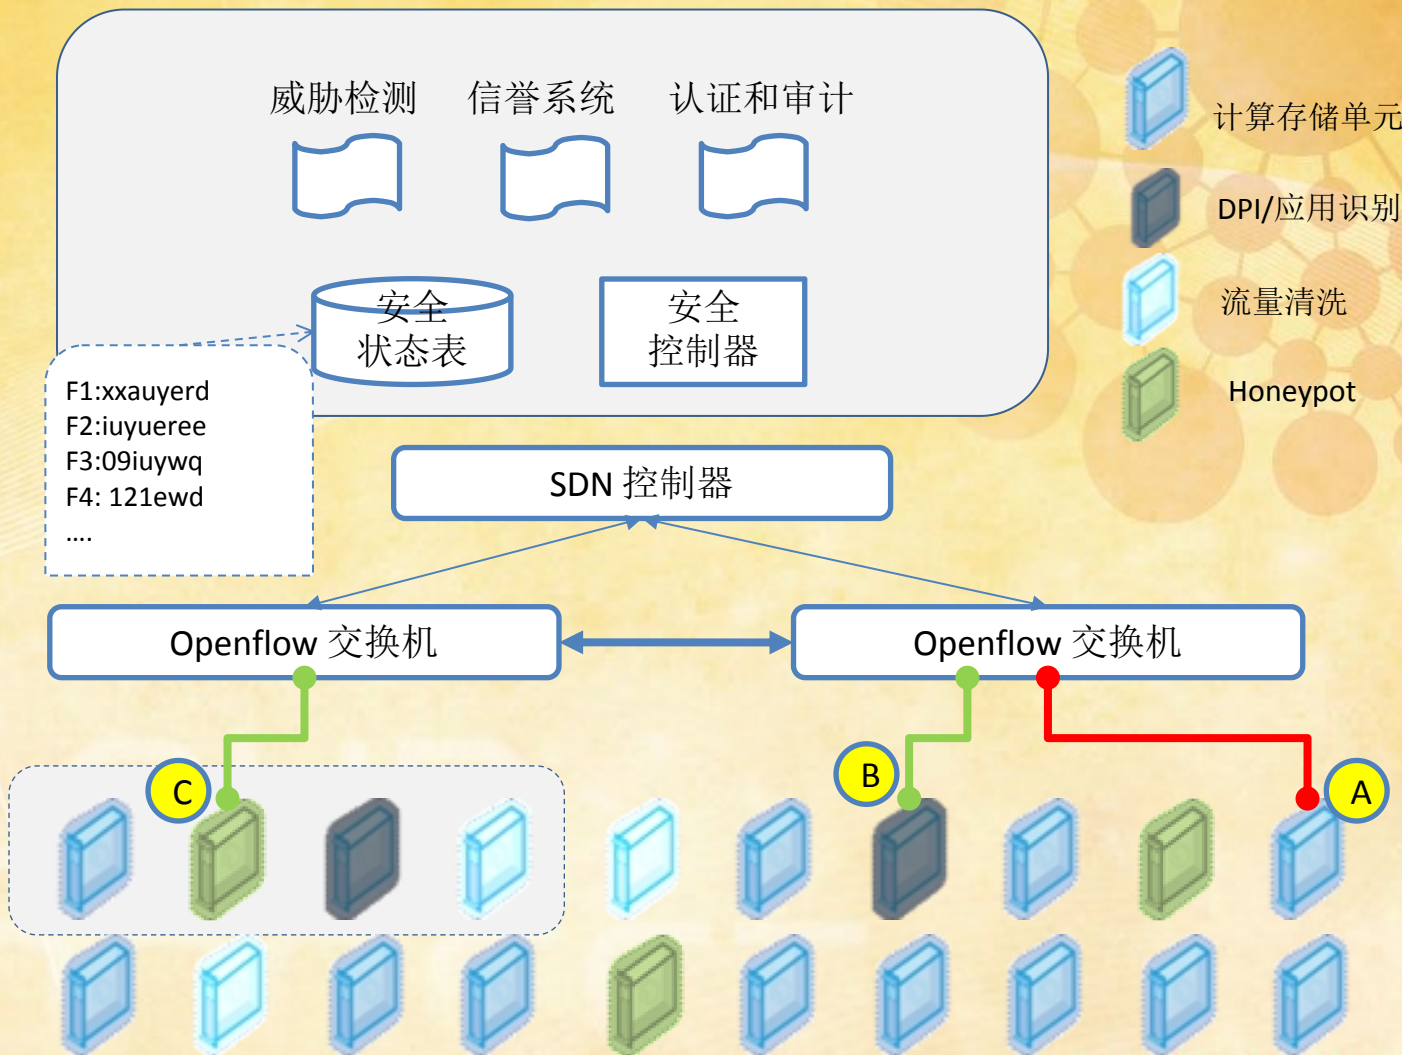 威胁检测
信誉系统
认证和审计
安全
状态表
安全
控制器
F1:xxauyerd
F2:iuyueree
F3:09iuywq
F4: 121ewd
....
SDN 控制器
Openflow 交换机
Openflow 交换机
C
B
A
计算存储单元
DPI/应用识别
流量清洗
Honeypot